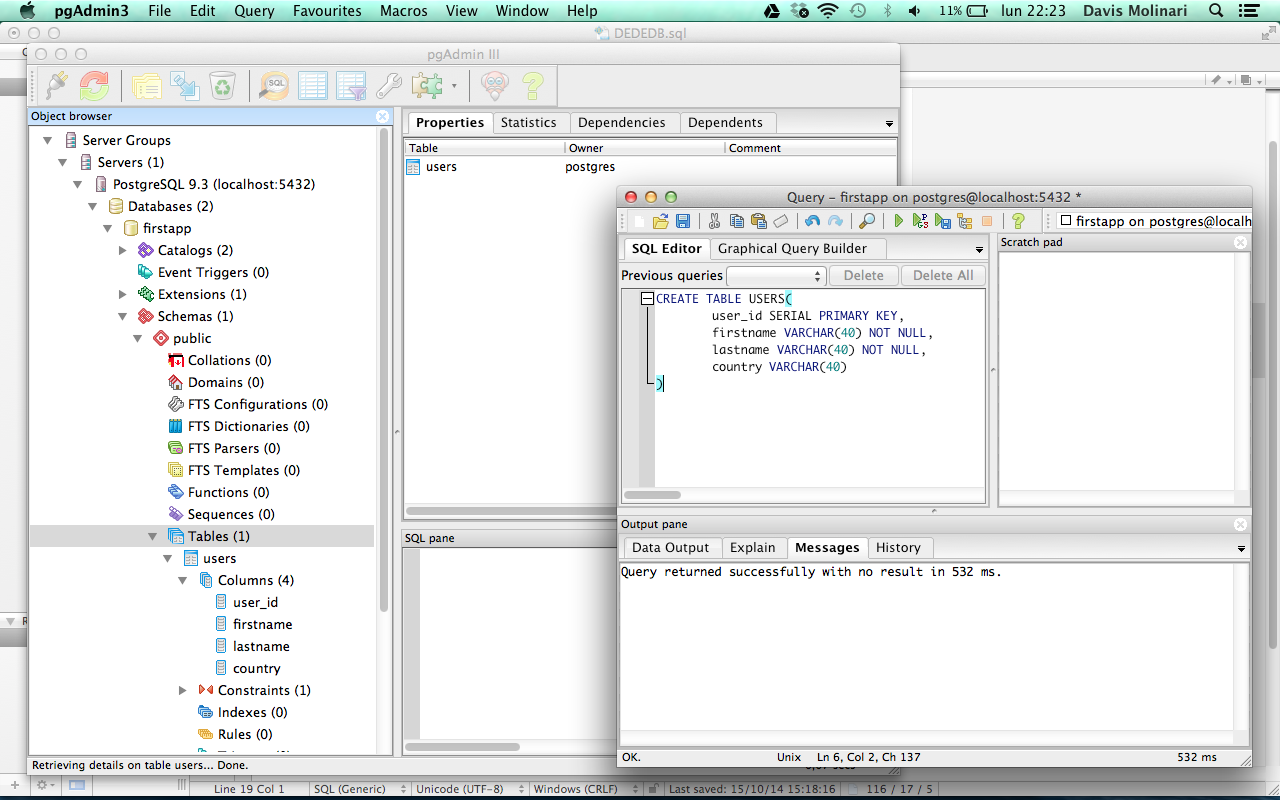 pgAdmin3 File Edit Query Favourites Macros View Window Help 11% lun 22:23 Davis Molinari
DEDEDB.sql
pgAdmin III
SQL
Object browser
Server Groups
Servers (1)
PostgreSQL 9.3 (localhost:5432)
Databases (2)
firstapp
Catalogs (2)
Event Triggers (0)
Extensions (1)
Schemas (1)
public
Collations (0)
Domains (0)
FTS Configurations (0)
FTS Dictionaries (0)
FTS Parsers (0)
FTS Templates (0)
Functions (0)
Sequences (0)
Tables (1)
users
Columns (4)
user_id
firstname
lastname
country
Constraints (1)
Indexes (0)
Rules (0)
Retrieving details on table users... Done.
Properties Statistics Dependencies Dependents
Table Owner Comment
users postgres
SQL pane
Query - firstapp on postgres@localhost:5432 *
firstapp on postgres@localh
SQL Editor Graphical Query Builder
Previous queries Delete Delete All
CREATE TABLE USERS(
user_id SERIAL PRIMARY KEY,
firstname VARCHAR(40) NOT NULL,
lastname VARCHAR(40) NOT NULL,
country VARCHAR(40)
)
Scratch pad
Output pane
Data Output Explain Messages History
Query returned successfully with no result in 532 ms.
OK. Unix Ln 6, Col 2, Ch 137 532 ms
Line 19 Col 1 SQL (Generic) Unicode (UTF-8) Windows (CRLF) Last saved: 15/10/14 15:18:16 116 / 17 / 5